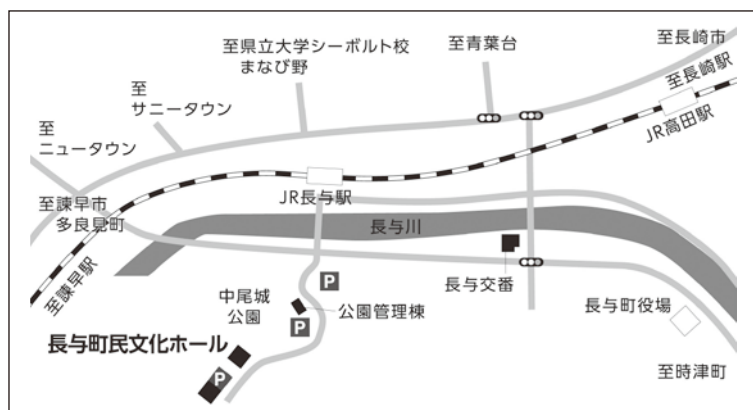 至長崎市
至青葉台
至県立大学シーボルト校
まなび野
至長崎駅
至
サニータウン
JR高田駅
至
ニュータウン
JR長与駅
至諫早市
多良見町
長与川
至諫早駅
長与交番
P
中尾城
公園
公園管理棟
長与町役場
P
長与町民文化ホール
至時津町
P